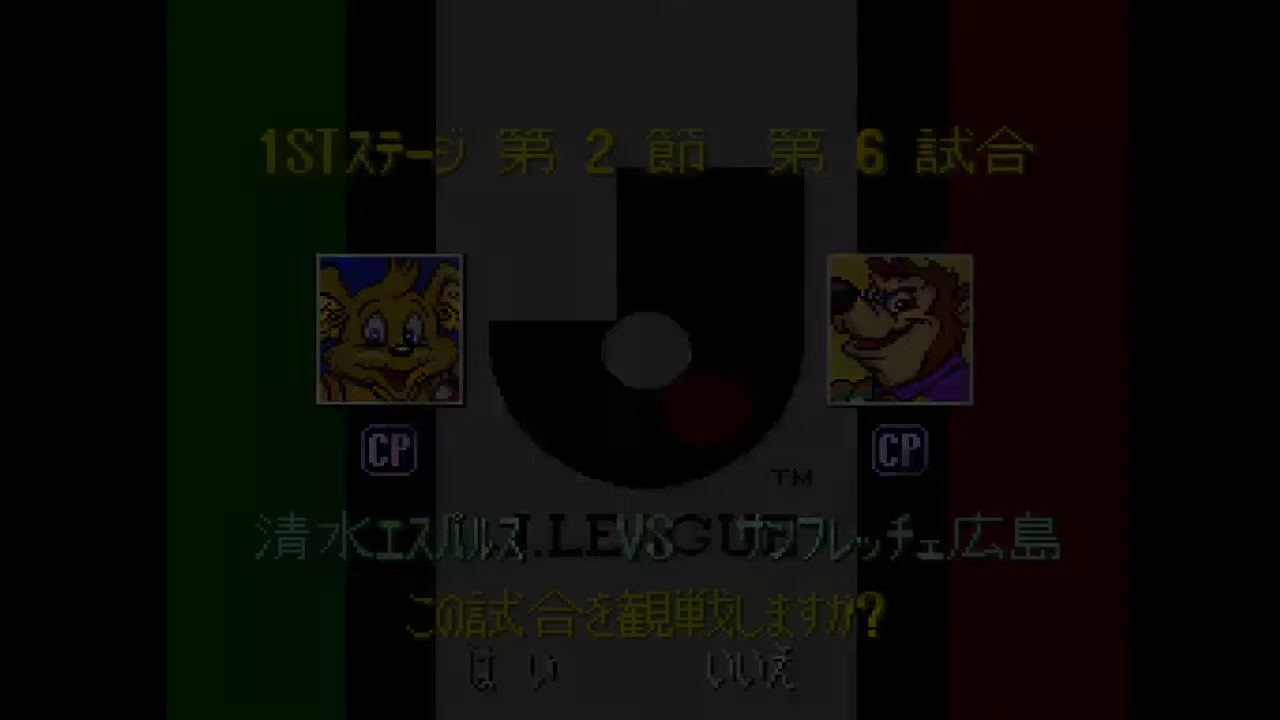 1STステージ 第 2 節 第 6 試合
CP CP
TM
J.LEAGUE
清水エスパルス VS サンフレッチェ広島
この試合を観戦しますか?
はい いいえ